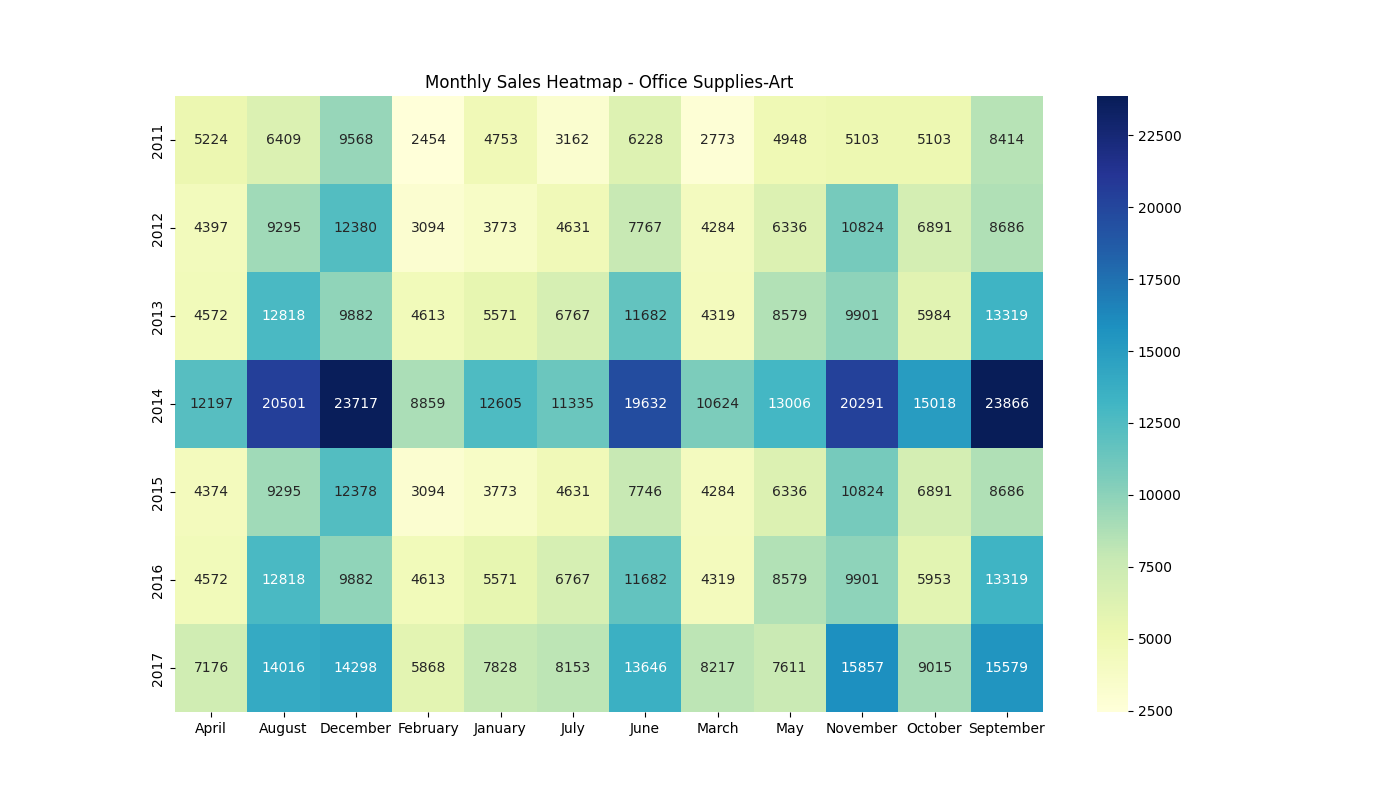 Monthly Sales Heatmap - Office Supplies-Art
2011 5224 6409 9568 2454 4753 3162 6228 2773 4948 5103 5103 8414
2012 4397 9295 12380 3094 3773 4631 7767 4284 6336 10824 6891 8686
2013 4572 12818 9882 4613 5571 6767 11682 4319 8579 9901 5984 13319
2014 12197 20501 23717 8859 12605 11335 19632 10624 13006 20291 15018 23866
2015 4374 9295 12378 3094 3773 4631 7746 4284 6336 10824 6891 8686
2016 4572 12818 9882 4613 5571 6767 11682 4319 8579 9901 5953 13319
2017 7176 14016 14298 5868 7828 8153 13646 8217 7611 15857 9015 15579
April August December February January July June March May November October September
22500
20000
17500
15000
12500
10000
7500
5000
2500